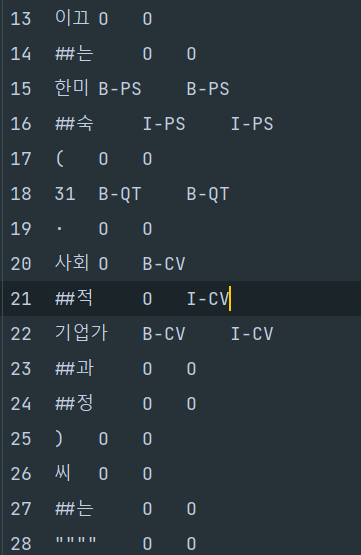 13 이끄 O O
14 ##는 O O
15 한미 B-PS B-PS
16 ##숙 I-PS I-PS
17 ( O O
18 31 B-QT B-QT
19 · O O
20 사회 O B-CV
21 ##적 O I-CV
22 기업가 B-CV I-CV
23 ##과 O O
24 ##정 O O
25 ) O O
26 씨 O O
27 ##는 O O
28 """" O O